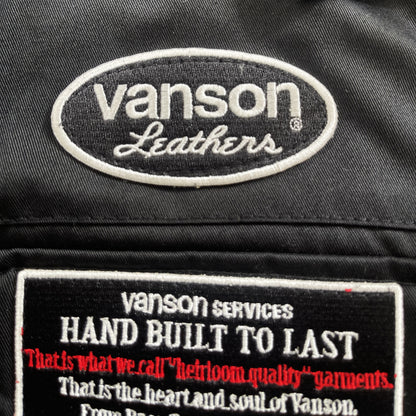 vanson®
Leathers
vanson SERVICES
HAND BUILT TO LAST
That is what we call "heirloom quality" garments.
That is the heart and soul of Vanson.
From